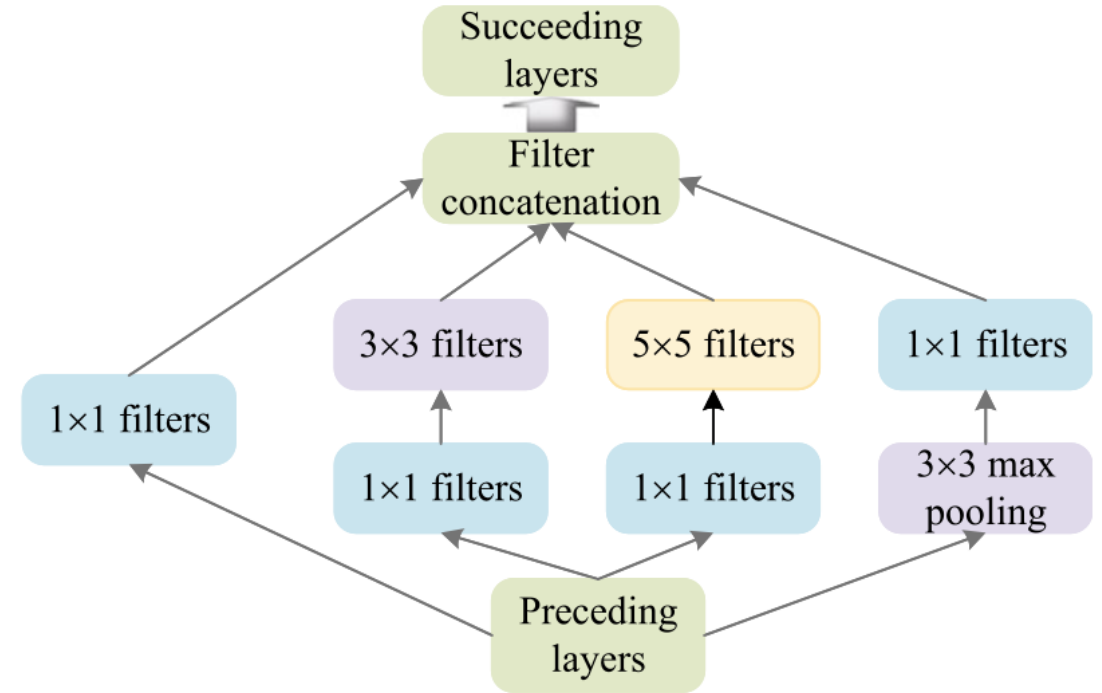 Succeeding
layers
Filter
concatenation
3×3 filters
5×5 filters
1×1 filters
1×1 filters
1×1 filters
1×1 filters
3×3 max
pooling
Preceding
layers